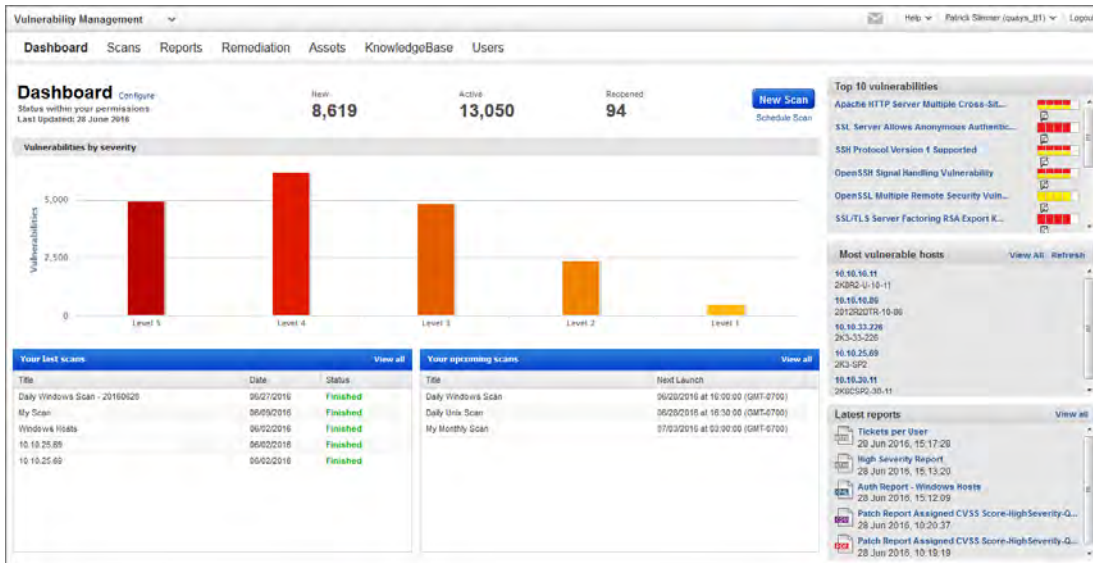 Vulnerability Management
Help
Patrick Slimmer (quays_tt1)
Logout
Dashboard Scans Reports Remediation Assets KnowledgeBase Users
Dashboard Configure
Status within your permissions
Last Updated: 28 June 2016
New
8,619
Active
13,050
Reopened
94
New Scan
Schedule Scan
Vulnerabilities by severity
Vulnerabilities
5,000
2,500
0
Level 5
Level 4
Level 3
Level 2
Level 1
Your last scans View all
Title Date Status
Daily Windows Scan - 20160628 06/27/2016 Finished
My Scan 06/09/2016 Finished
Windows Hosts 06/02/2016 Finished
10.10.25.69 06/02/2016 Finished
10.10.25.69 06/02/2016 Finished
Your upcoming scans View all
Title Next Launch
Daily Windows Scan 06/28/2016 at 16:00:00 (GMT-0700)
Daily Unix Scan 06/28/2016 at 16:30:00 (GMT-0700)
My Monthly Scan 07/03/2016 at 03:00:00 (GMT-0700)
Top 10 vulnerabilities
Apache HTTP Server Multiple Cross-Sit...
SSL Server Allows Anonymous Authentic...
SSH Protocol Version 1 Supported
OpenSSH Signal Handling Vulnerability
OpenSSL Multiple Remote Security Vuln...
SSL/TLS Server Factoring RSA Export K...
Most vulnerable hosts View All Refresh
10.10.10.11
2K8R2-U-10-11
10.10.10.86
2012R2DTR-10-86
10.10.33.226
2K3-33-226
10.10.25.69
2K3-SP2
10.10.30.11
2K8CSP2-30-11
Latest reports View all
Tickets per User
28 Jun 2016, 15:17:28
High Severity Report
28 Jun 2016, 15:13:20
Auth Report - Windows Hosts
28 Jun 2016, 15:12:09
Patch Report Assigned CVSS Score-HighSeverity-Q...
28 Jun 2016, 10:20:37
Patch Report Assigned CVSS Score-HighSeverity-Q...
28 Jun 2016, 10:19:19